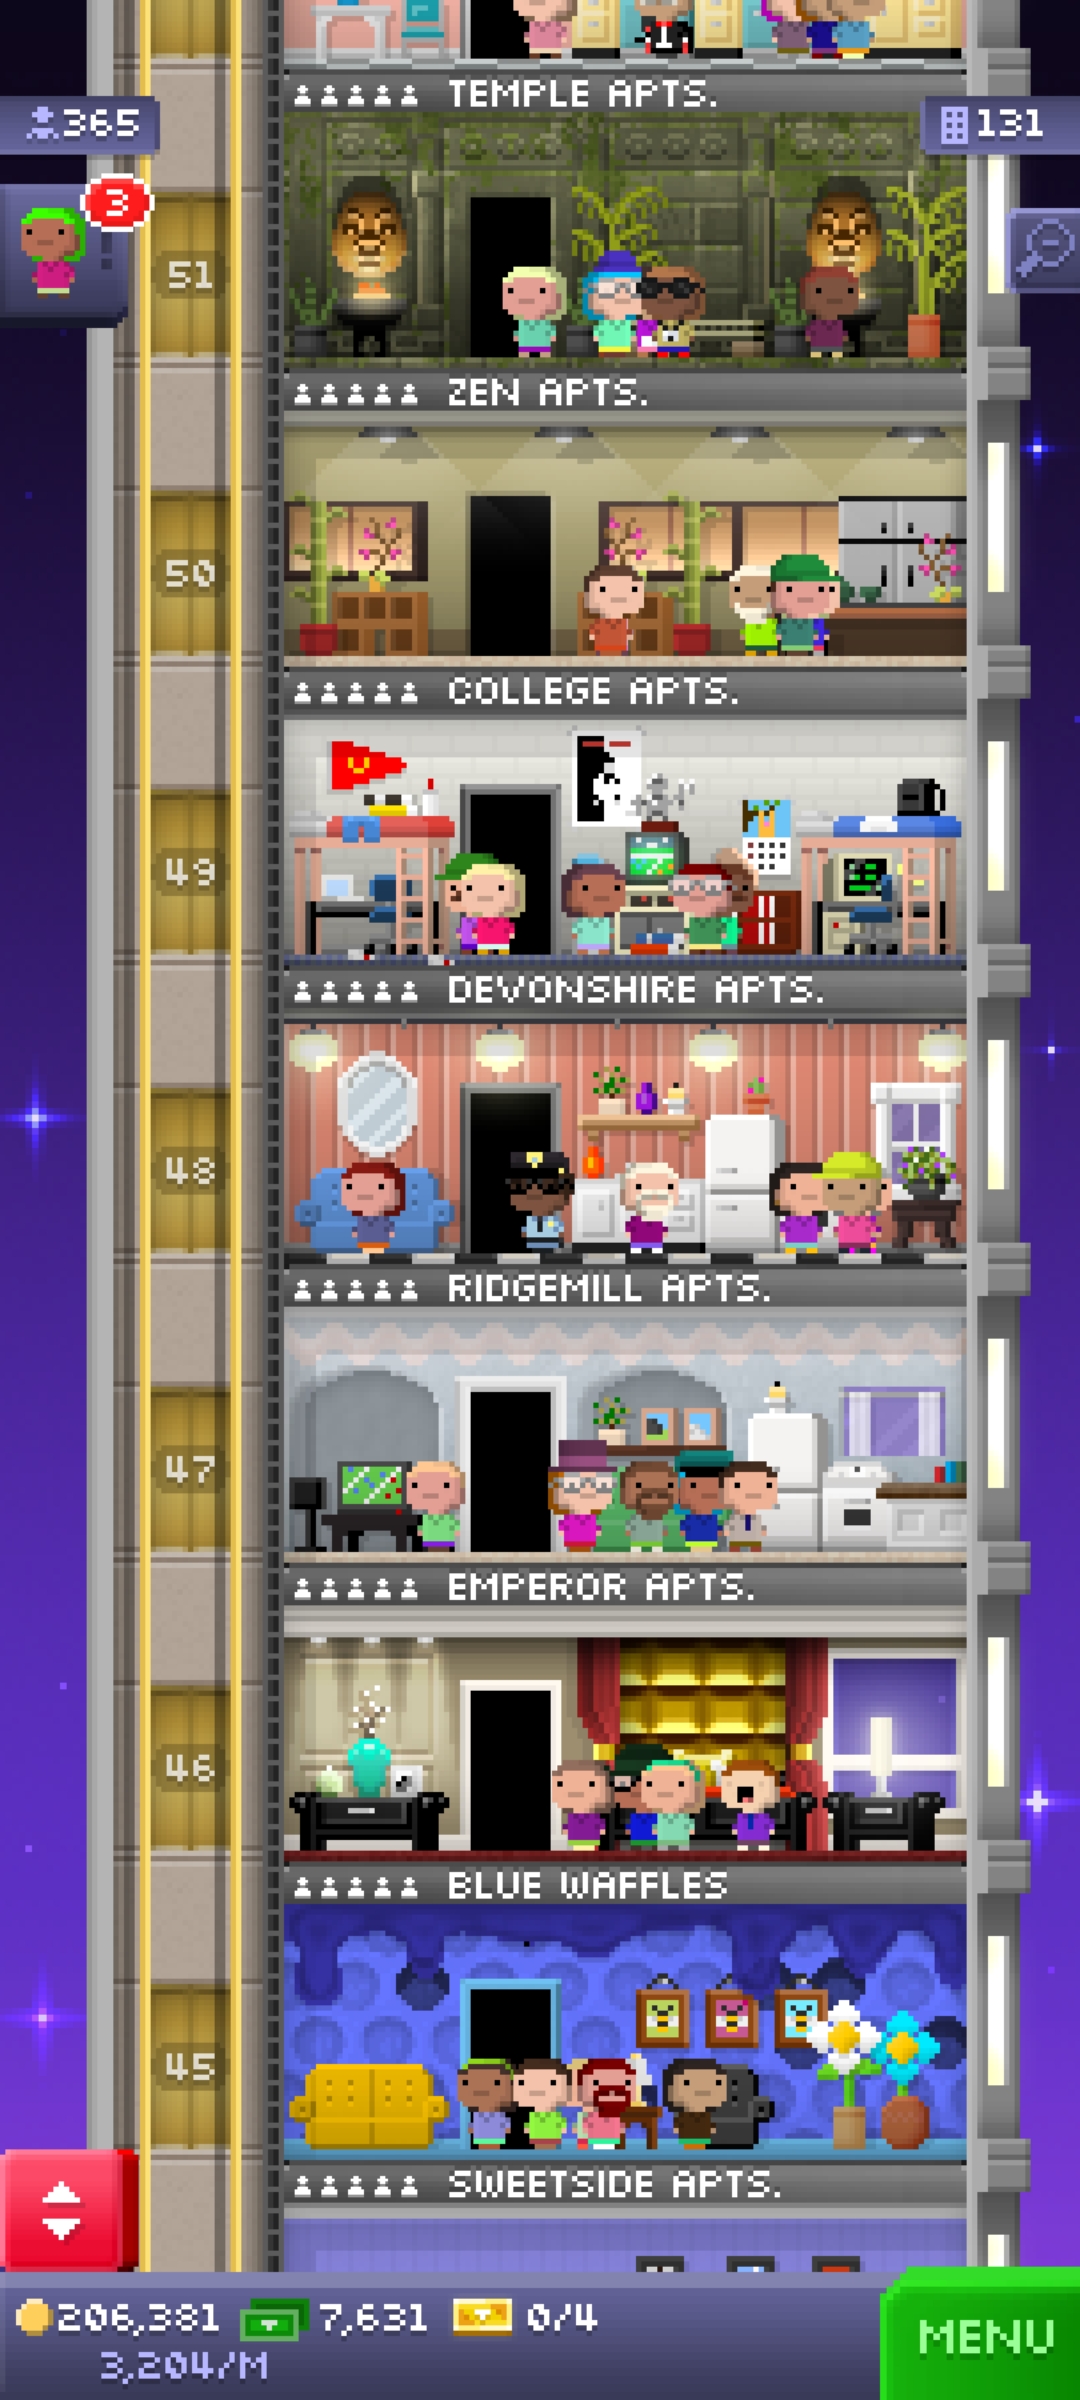 1
TEMPLE APTS.
365
131
3
51
ZEN APTS.
50
COLLEGE APTS.
49
DEVONSHIRE APTS.
48
RIDGEMILL APTS.
47
EMPEROR APTS.
46
BLUE WAFFLES
45
SWEETSIDE APTS.
206,381 7,631 0/4
3,204/M
MENU